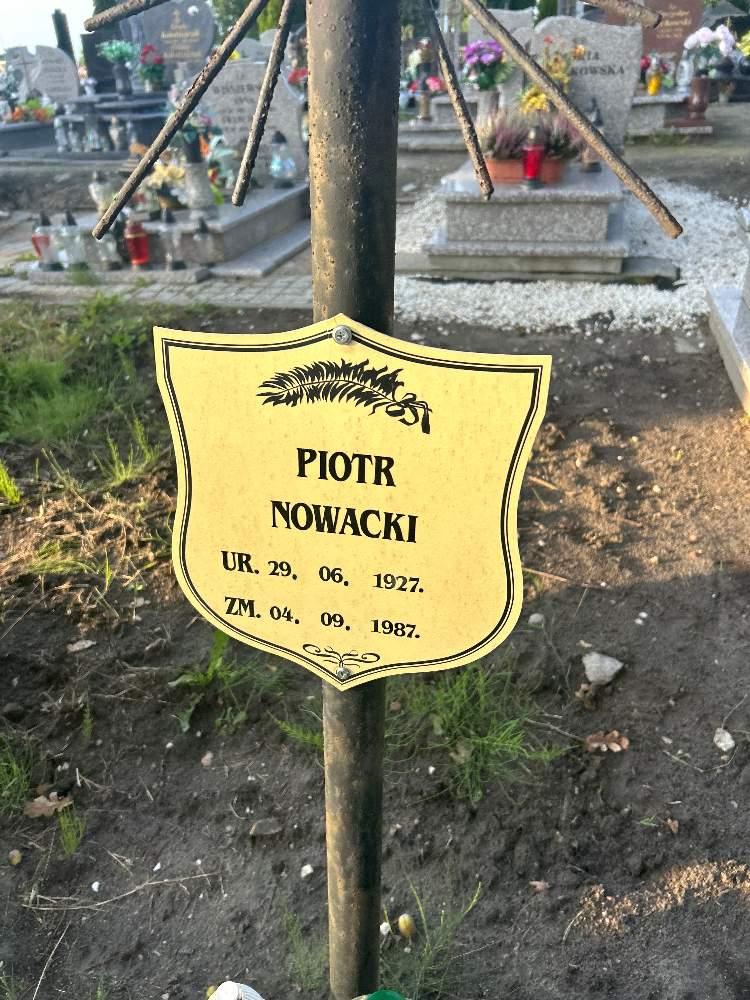 PIOTR
NOWACKI
UR. 29. 06. 1927.
ZM. 04. 09. 1987.